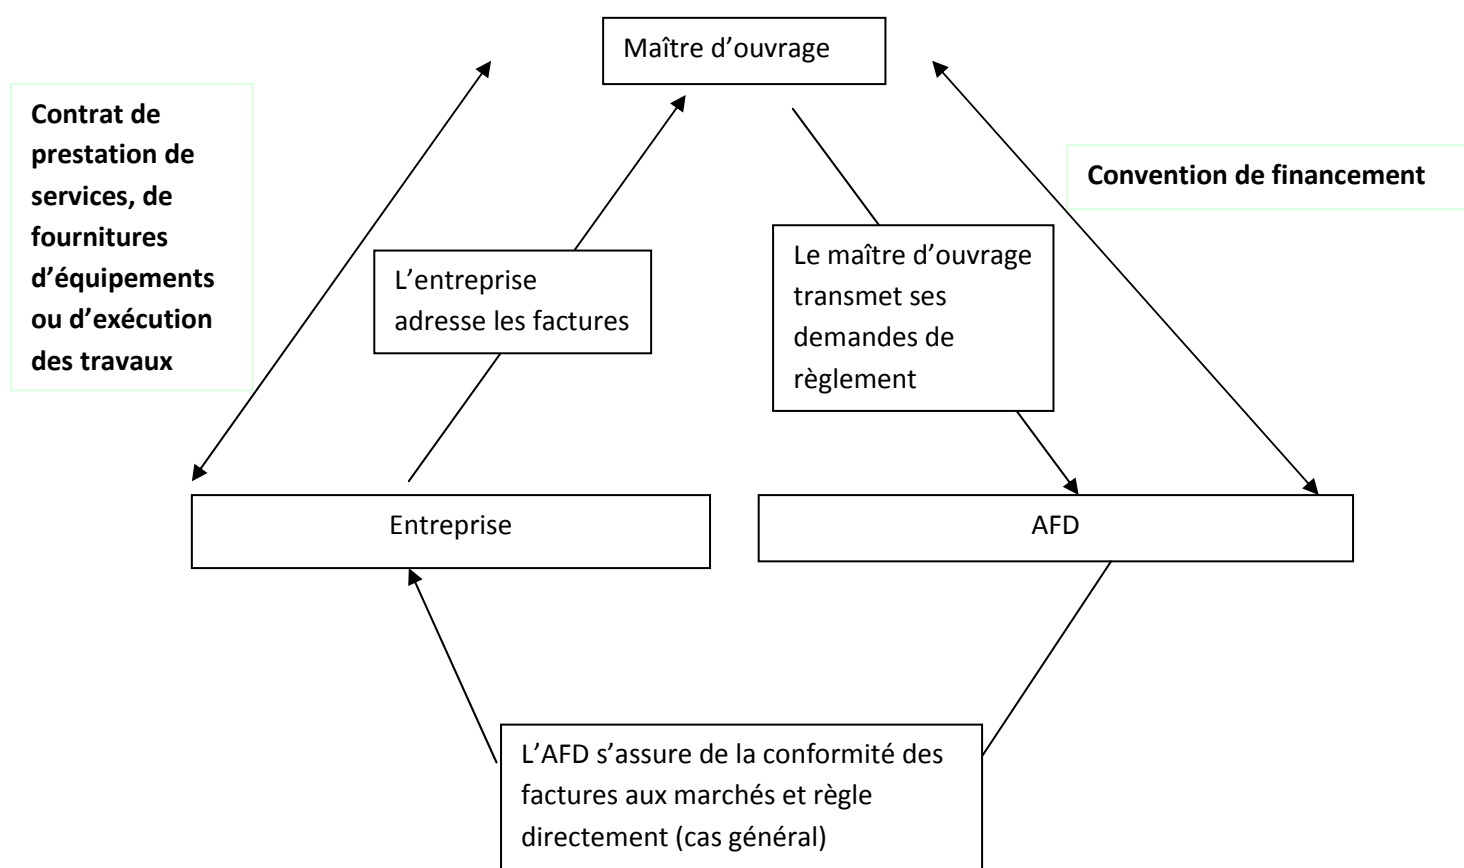 Maître d’ouvrage
Contrat de
prestation de
services, de
fournitures
d’équipements
ou d’exécution
des travaux
Convention de financement
L’entreprise
adresse les factures
Le maître d’ouvrage
transmet ses
demandes de
règlement
Entreprise
AFD
L’AFD s’assure de la conformité des
factures aux marchés et règle
directement (cas général)